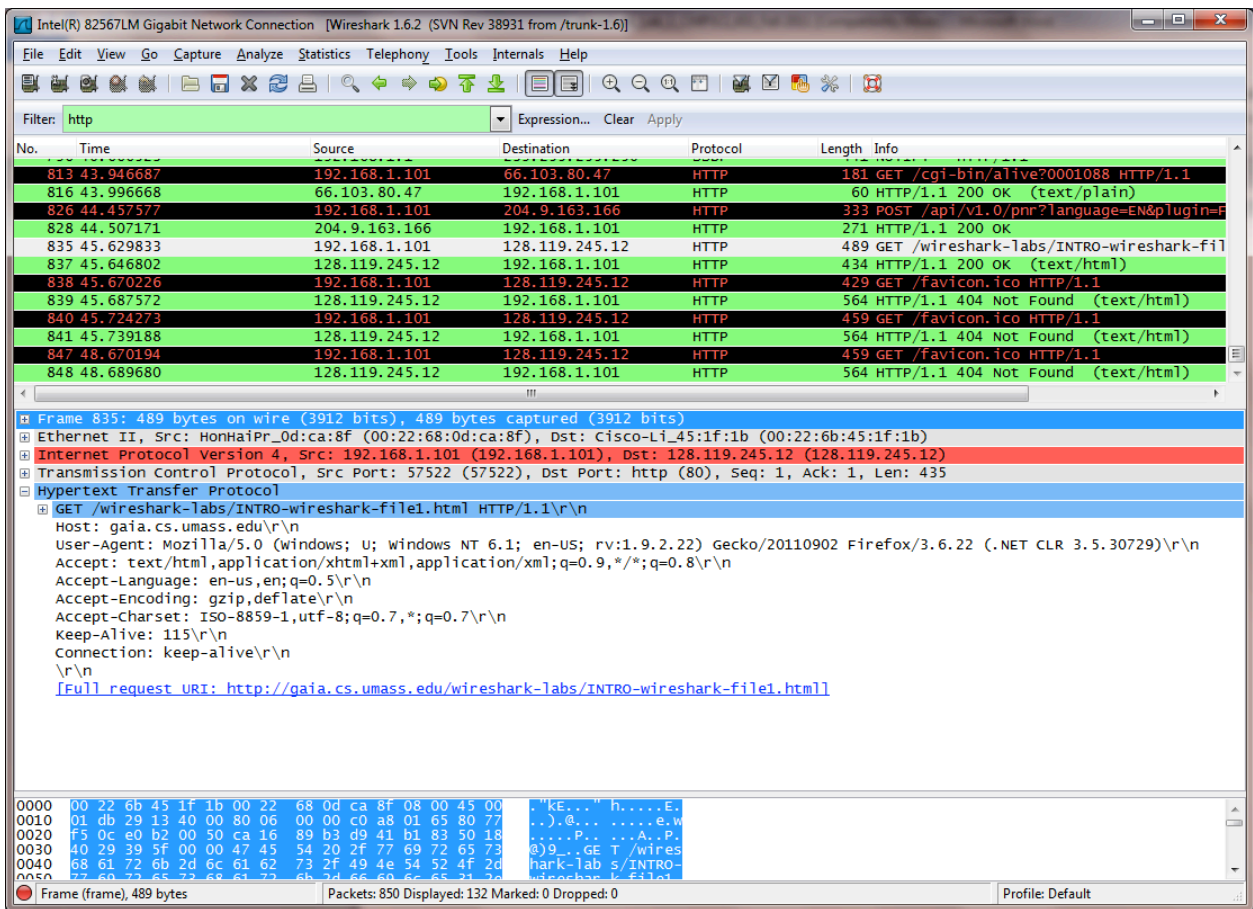 Intel(R) 82567LM Gigabit Network Connection [Wireshark 1.6.2 (SVN Rev 38931 from /trunk-1.6)]
File Edit View Go Capture Analyze Statistics Telephony Tools Internals Help
Filter: http Expression... Clear Apply
No. Time Source Destination Protocol Length Info
813 43.946687 192.168.1.101 66.103.80.47 HTTP 181 GET /cgi-bin/alive?0001088 HTTP/1.1
816 43.996668 66.103.80.47 192.168.1.101 HTTP 60 HTTP/1.1 200 OK (text/plain)
826 44.457577 192.168.1.101 204.9.163.166 HTTP 333 POST /api/v1.0/pnr?language=EN&plugin=F
828 44.507171 204.9.163.166 192.168.1.101 HTTP 271 HTTP/1.1 200 OK
835 45.629833 192.168.1.101 128.119.245.12 HTTP 489 GET /wireshark-labs/INTRO-wireshark-fil
837 45.646802 128.119.245.12 192.168.1.101 HTTP 434 HTTP/1.1 200 OK (text/html)
838 45.670226 192.168.1.101 128.119.245.12 HTTP 429 GET /favicon.ico HTTP/1.1
839 45.687572 128.119.245.12 192.168.1.101 HTTP 564 HTTP/1.1 404 Not Found (text/html)
840 45.724273 192.168.1.101 128.119.245.12 HTTP 459 GET /favicon.ico HTTP/1.1
841 45.739188 128.119.245.12 192.168.1.101 HTTP 564 HTTP/1.1 404 Not Found (text/html)
847 48.670194 192.168.1.101 128.119.245.12 HTTP 459 GET /favicon.ico HTTP/1.1
848 48.689680 128.119.245.12 192.168.1.101 HTTP 564 HTTP/1.1 404 Not Found (text/html)
Frame 835: 489 bytes on wire (3912 bits), 489 bytes captured (3912 bits)
Ethernet II, Src: HonHaiPr_0d:ca:8f (00:22:68:0d:ca:8f), Dst: Cisco-Li_45:1f:1b (00:22:6b:45:1f:1b)
Internet Protocol Version 4, Src: 192.168.1.101 (192.168.1.101), Dst: 128.119.245.12 (128.119.245.12)
Transmission Control Protocol, Src Port: 57522 (57522), Dst Port: http (80), Seq: 1, Ack: 1, Len: 435
Hypertext Transfer Protocol
GET /wireshark-labs/INTRO-wireshark-file1.html HTTP/1.1\r\n
Host: gaia.cs.umass.edu\r\n
User-Agent: Mozilla/5.0 (Windows; U; Windows NT 6.1; en-US; rv:1.9.2.22) Gecko/20110902 Firefox/3.6.22 (.NET CLR 3.5.30729)\r\n
Accept: text/html,application/xhtml+xml,application/xml;q=0.9,*/*;q=0.8\r\n
Accept-Language: en-us,en;q=0.5\r\n
Accept-Encoding: gzip,deflate\r\n
Accept-Charset: ISO-8859-1,utf-8;q=0.7,*;q=0.7\r\n
Keep-Alive: 115\r\n
Connection: keep-alive\r\n
\r\n
[Full request URI: http://gaia.cs.umass.edu/wireshark-labs/INTRO-wireshark-file1.html]
0000 00 22 6b 45 1f 1b 00 22 68 0d ca 8f 08 00 45 00 ."kE..." h.....E.
0010 01 db 29 13 40 00 80 06 00 00 c0 a8 01 65 80 77 ..).@... .....e.w
0020 f5 0c e0 b2 00 50 ca 16 89 b3 d9 41 b1 83 50 18 .....P.. ...A..P.
0030 40 29 39 5f 00 00 47 45 54 20 2f 77 69 72 65 73 @)9_..GE T /wires
0040 68 61 72 6b 2d 6c 61 62 73 2f 49 4e 54 52 4f 2d hark-lab s/INTRO-
0050 77 69 72 65 73 68 61 72 6b 2d 66 69 6c 65 31 2e wireshar k-file1.
Frame (frame), 489 bytes Packets: 850 Displayed: 132 Marked: 0 Dropped: 0 Profile: Default